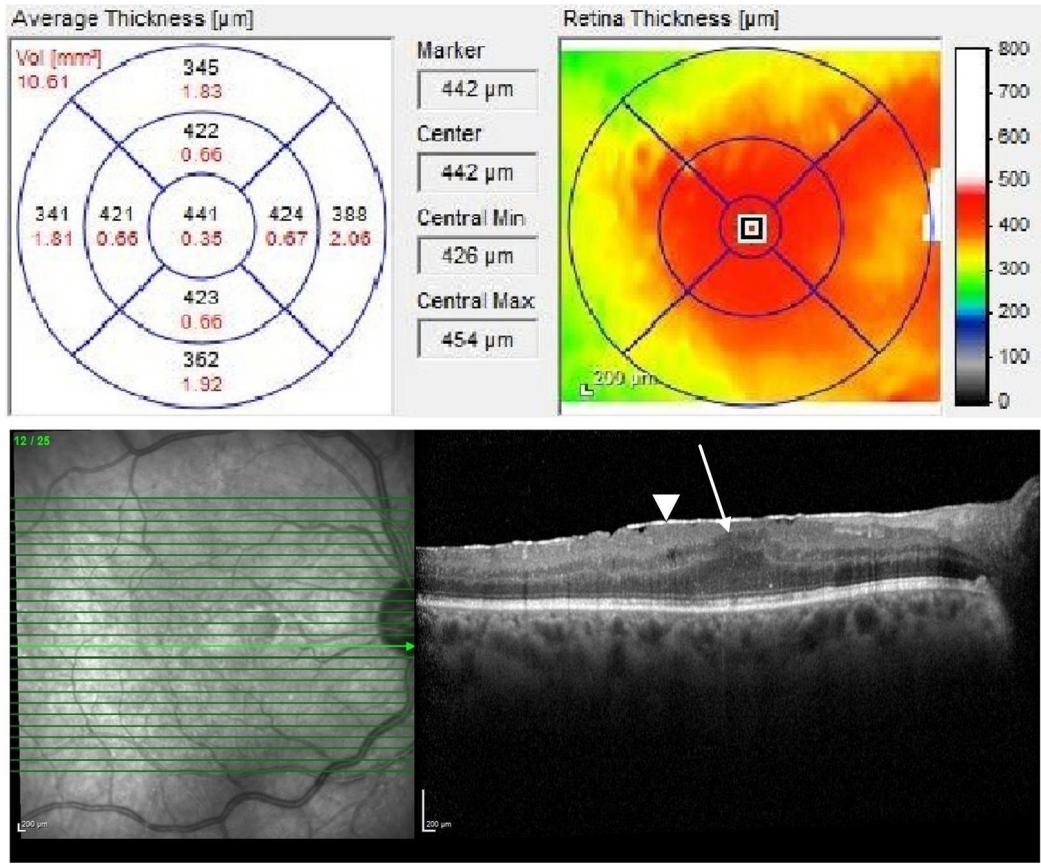 Average Thickness [µm]
Vol [mm³]
10.61
345
1.83
422
0.66
341
1.81
421
0.66
441
0.35
424
0.67
388
2.06
423
0.66
362
1.92
Marker
442 µm
Center
442 µm
Central Min
426 µm
Central Max
454 µm
Retina Thickness [µm]
200 µm
800
700
600
500
400
300
200
100
0
12 / 25
200 µm
200 µm